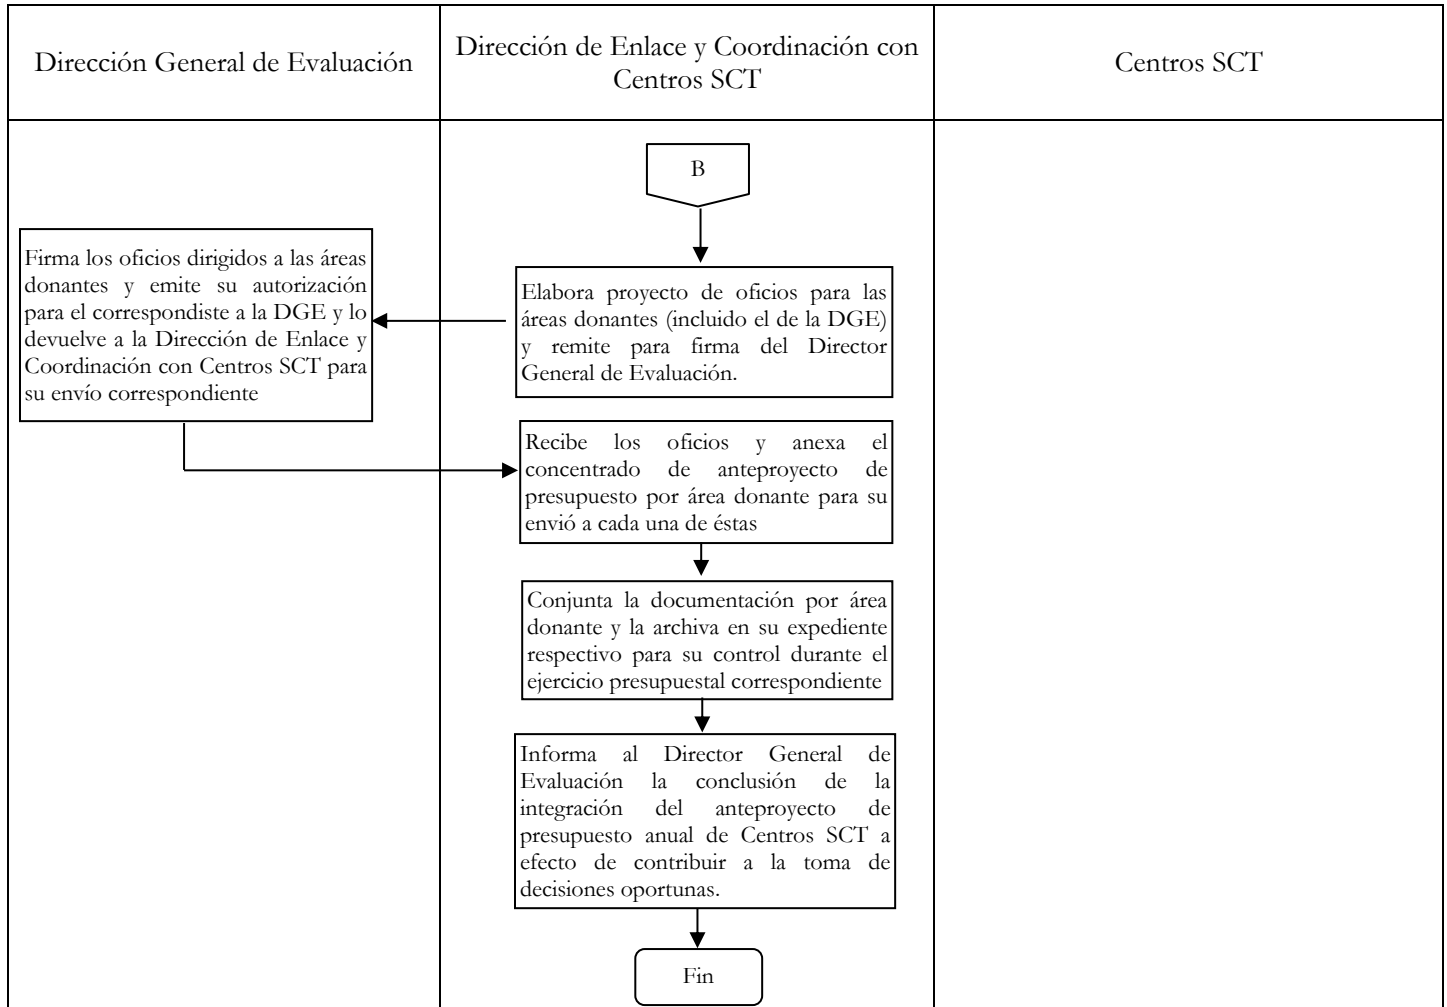 Dirección General de Evaluación
Dirección de Enlace y Coordinación con
Centros SCT
Centros SCT
B
Firma los oficios dirigidos a las áreas
donantes y emite su autorización
para el correspondiste a la DGE y lo
devuelve a la Dirección de Enlace y
Coordinación con Centros SCT para
su envío correspondiente
Elabora proyecto de oficios para las
áreas donantes (incluido el de la DGE)
y remite para firma del Director
General de Evaluación.
Recibe los oficios y anexa el
concentrado de anteproyecto de
presupuesto por área donante para su
envió a cada una de éstas
Conjunta la documentación por área
donante y la archiva en su expediente
respectivo para su control durante el
ejercicio presupuestal correspondiente
Informa al Director General de
Evaluación la conclusión de la
integración del anteproyecto de
presupuesto anual de Centros SCT a
efecto de contribuir a la toma de
decisiones oportunas.
Fin